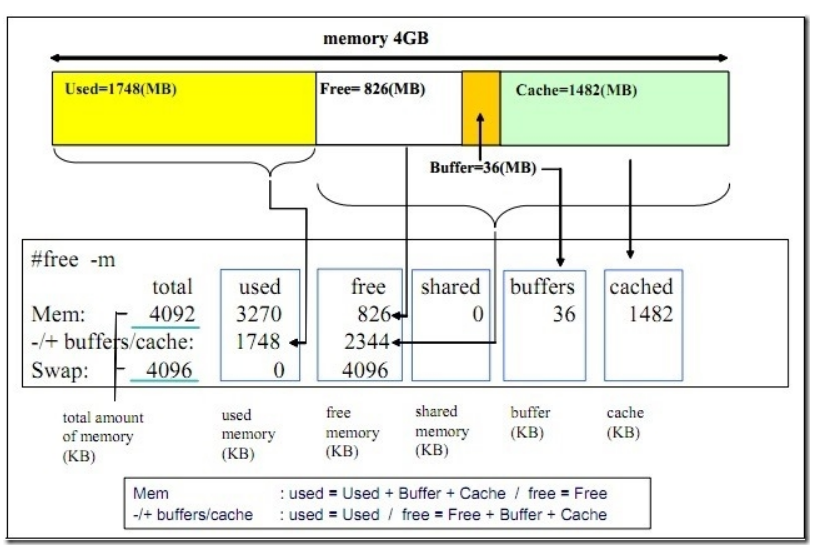 memory 4GB
Used=1748(MB)
Free= 826(MB)
Cache=1482(MB)
Buffer=36(MB)
#free -m
total used free shared buffers cached
Mem: 4092 3270 826 0 36 1482
-/+ buffers/cache: 1748 2344
Swap: 4096 0 4096
total amount
of memory
(KB)
used
memory
(KB)
free
memory
(KB)
shared
memory
(KB)
buffer
(KB)
cache
(KB)
Mem : used = Used + Buffer + Cache / free = Free
-/+ buffers/cache : used = Used / free = Free + Buffer + Cache